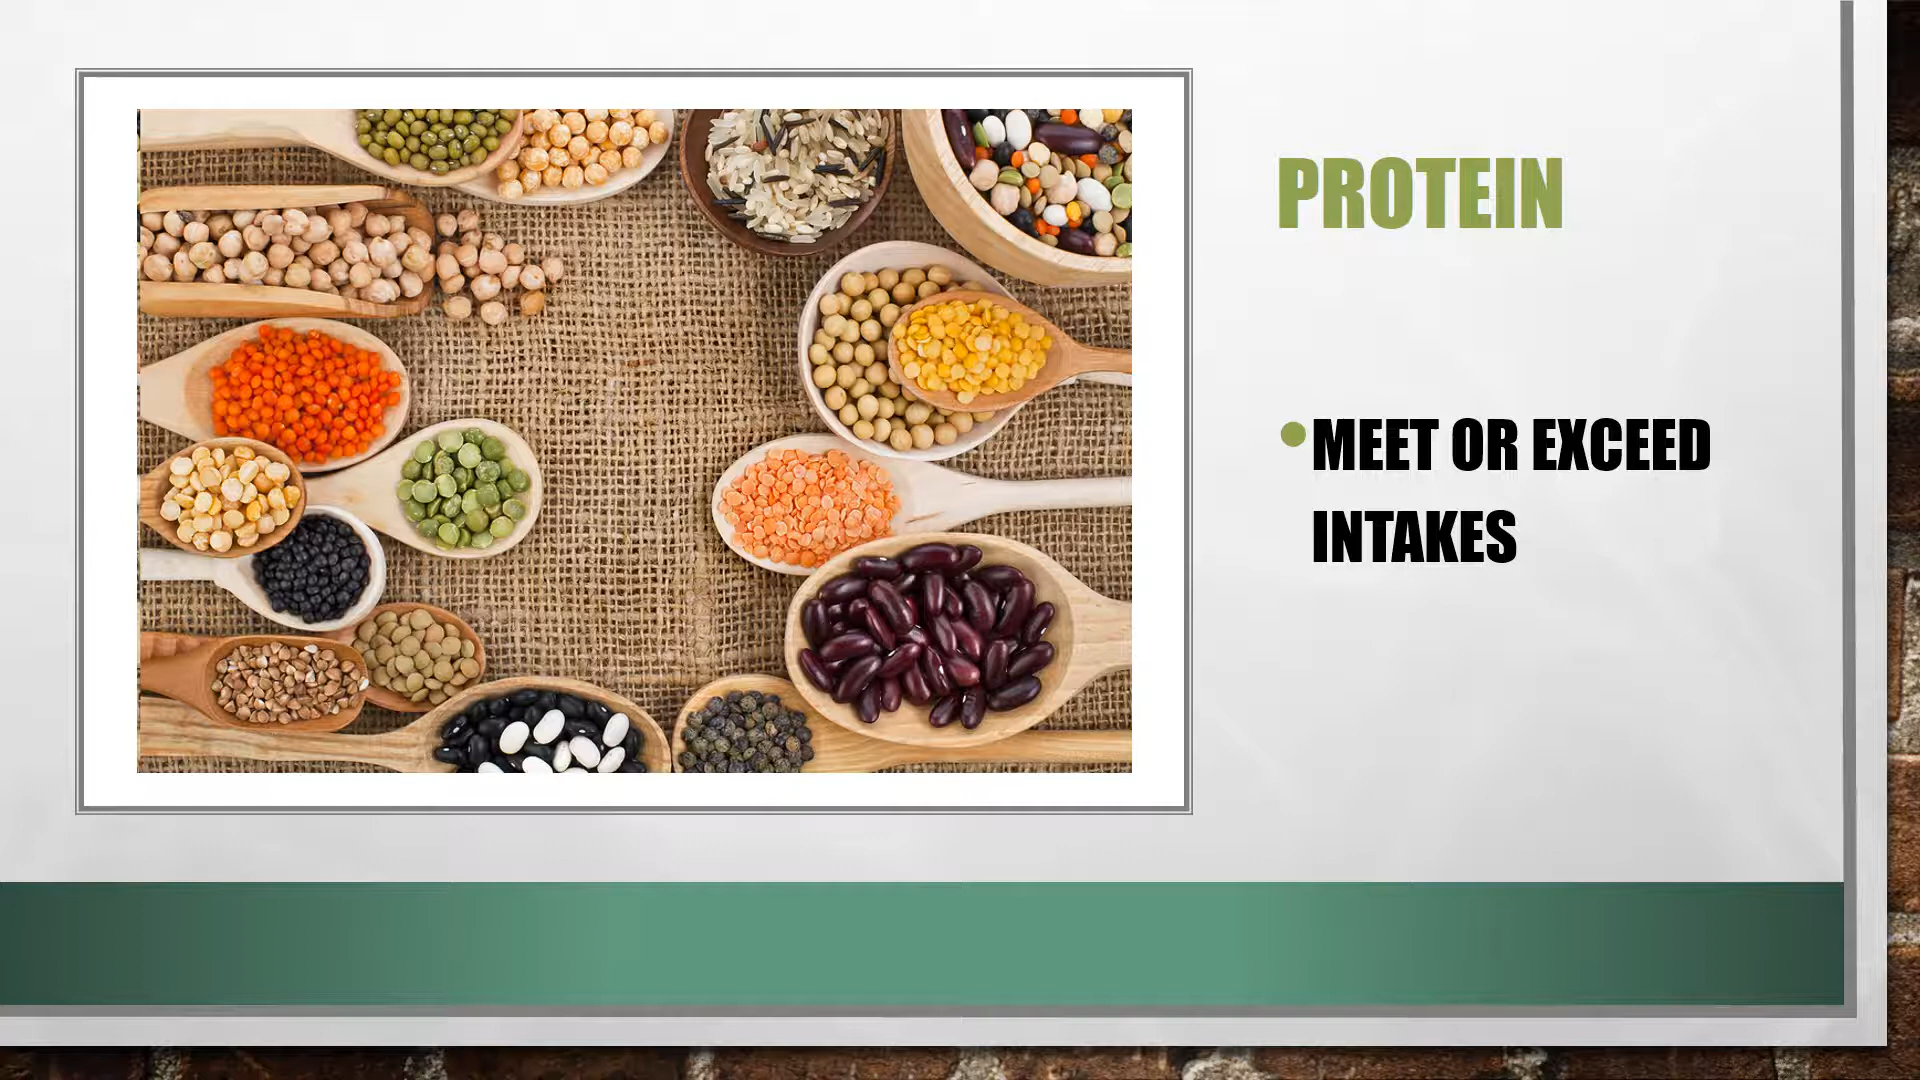 PROTEIN
• MEET OR EXCEED
INTAKES